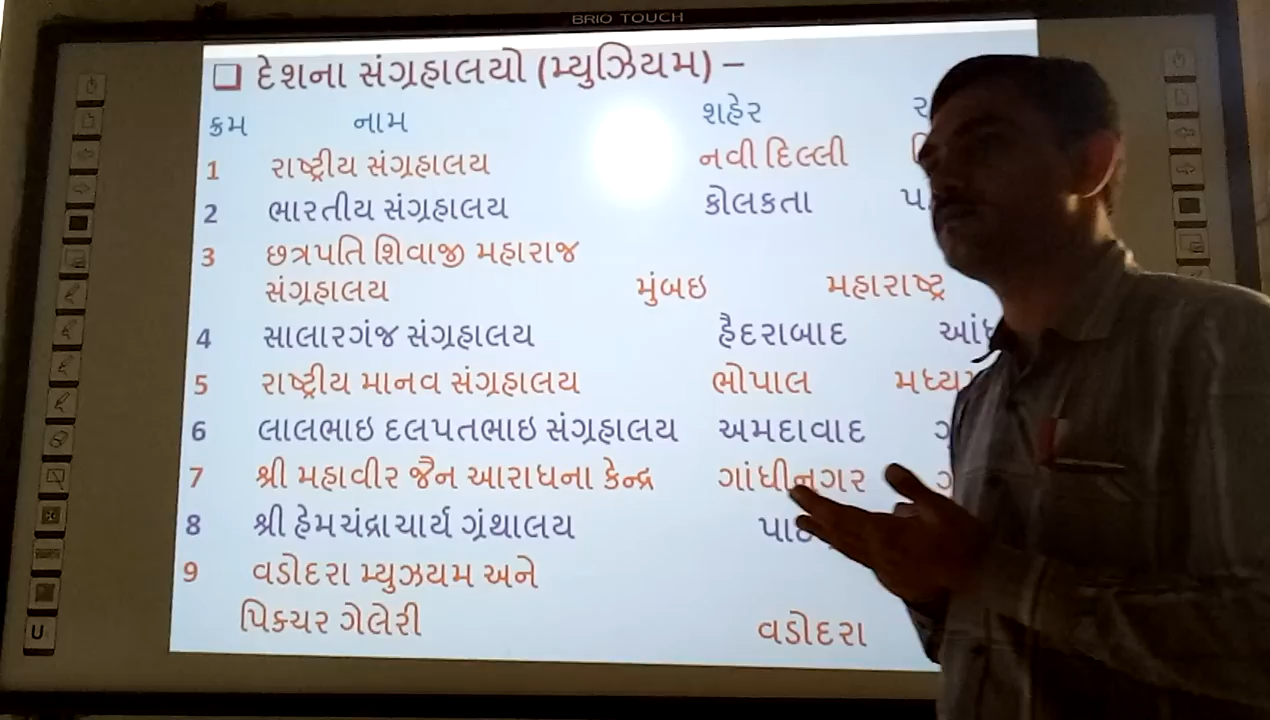 BRIO TOUCH
❑ દેશના સંગ્રહાલયો (મ્યુઝિયમ) –
ક્રમ નામ શહેર
1 રાષ્ટ્રીય સંગ્રહાલય નવી દિલ્લી
2 ભારતીય સંગ્રહાલય કોલકતા
3 છત્રપતિ શિવાજી મહારાજ
સંગ્રહાલય મુંબઇ મહારાષ્ટ્ર
4 સાલારગંજ સંગ્રહાલય હૈદરાબાદ
5 રાષ્ટ્રીય માનવ સંગ્રહાલય ભોપાલ
6 લાલભાઇ દલપતભાઇ સંગ્રહાલય અમદાવાદ
7 શ્રી મહાવીર જૈન આરાધના કેન્દ્ર ગાંધીનગર
8 શ્રી હેમચંદ્રાચાર્ય ગ્રંથાલય
9 વડોદરા મ્યુઝયમ અને
પિક્ચર ગેલેરી વડોદરા